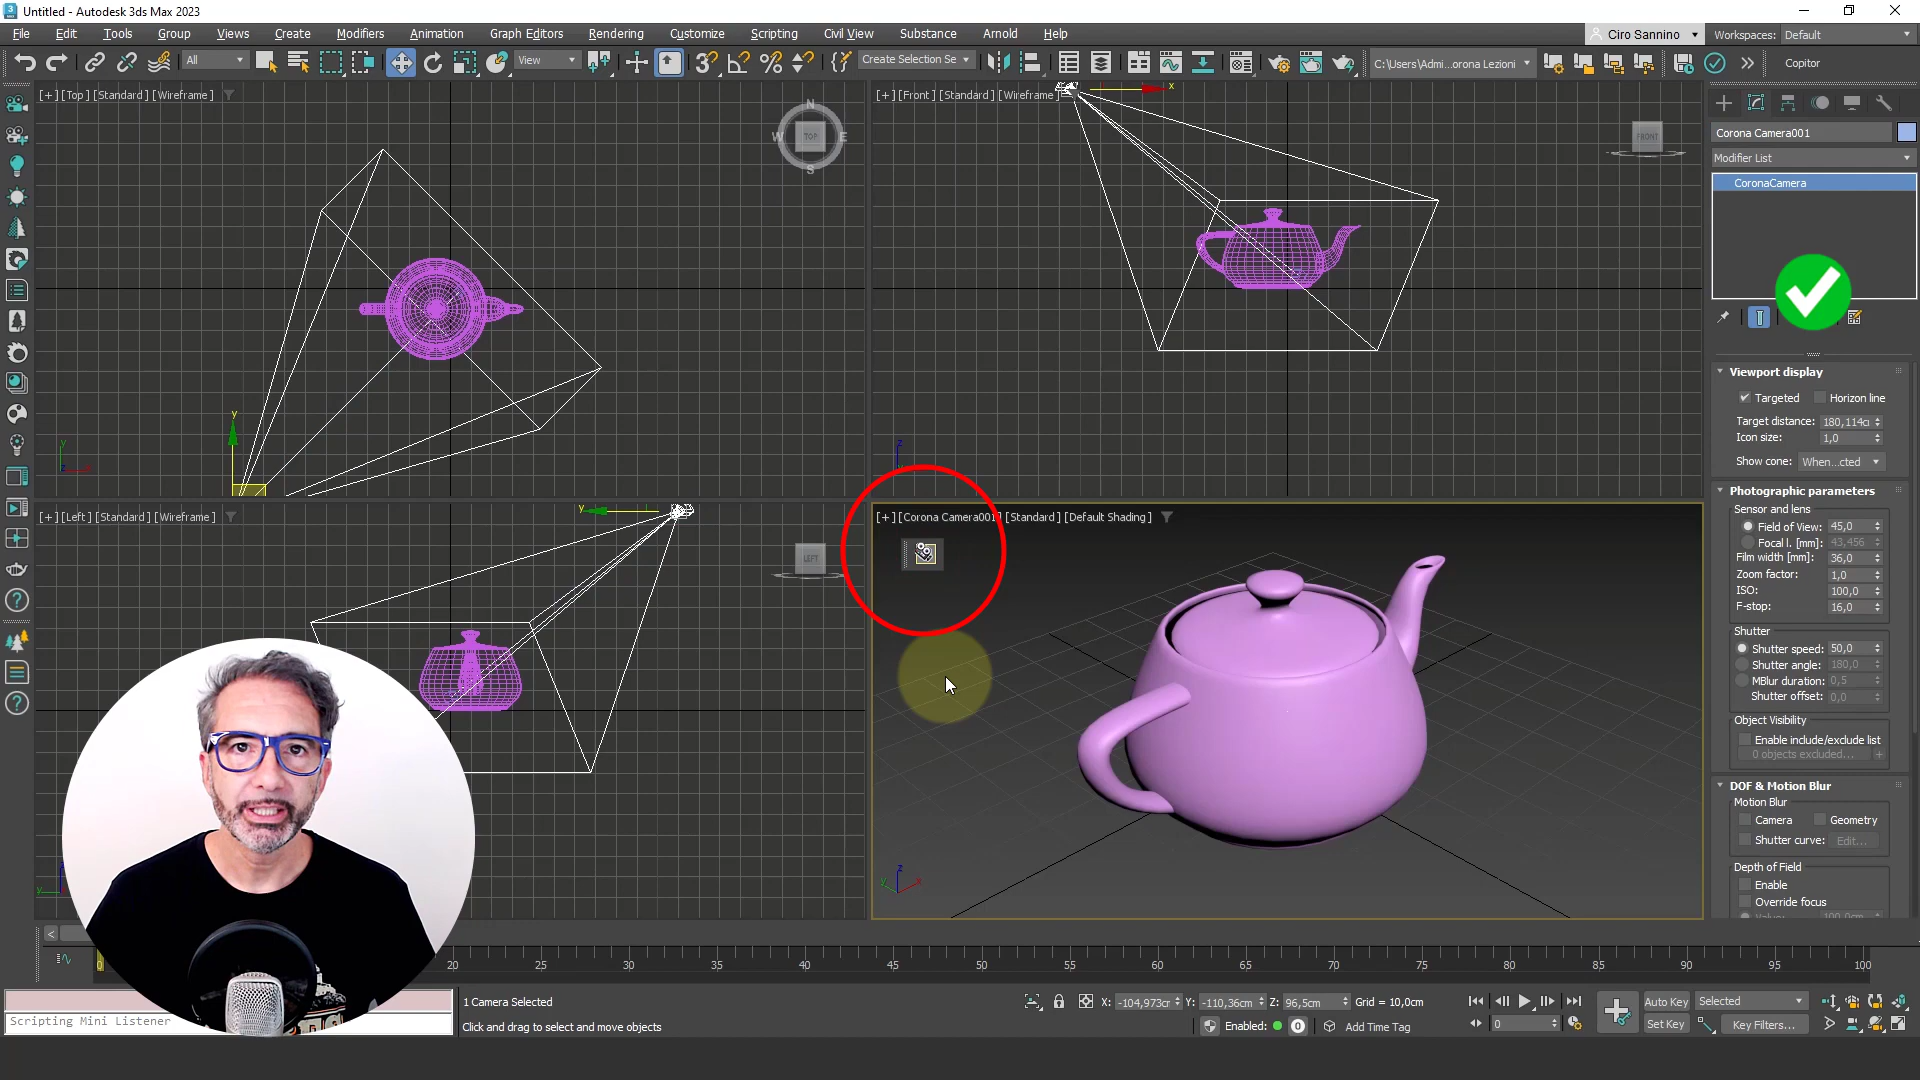 Untitled - Autodesk 3ds Max 2023
File Edit Tools Group Views Create Modifiers Animation Graph Editors Rendering Customize Scripting Civil View Substance Arnold Help
Ciro Sannino
Workspaces: Default
All
View
Create Selection Se
C:\Users\Admi...orona Lezioni
Copitor
[+] [Top] [Standard] [Wireframe]
N
W TOP E
S
y
y
[+] [Front] [Standard] [Wireframe]
x
FRONT
z
[+] [Left] [Standard] [Wireframe]
y
LEFT
y
[+] [Corona Camera001] [Standard] [Default Shading]
z
y x
Corona Camera001
Modifier List
CoronaCamera
Viewport display
Targeted Horizon line
Target distance: 180,114c
Icon size: 1,0
Show cone: When...cted
Photographic parameters
Sensor and lens
Field of View: 45,0
Focal l. [mm]: 43,456
Film width [mm]: 36,0
Zoom factor: 1,0
ISO: 100,0
F-stop: 16,0
Shutter
Shutter speed: 50,0
Shutter angle: 180,0
MBlur duration: 0,5
Shutter offset: 0,0
Object Visibility
Enable include/exclude list
0 objects excluded... +
DOF & Motion Blur
Motion Blur
Camera Geometry
Shutter curve: Edit...
Depth of Field
Enable
Override focus
<
0 20 25 30 35 40 45 50 55 60 65 70 75 80 85 90 95 100
Scripting Mini Listener
1 Camera Selected
Click and drag to select and move objects
X: -104,973cr Y: -110,36cm Z: 96,5cm Grid = 10,0cm
Enabled: 0 Add Time Tag
0
Auto Key Selected
Set Key Key Filters...